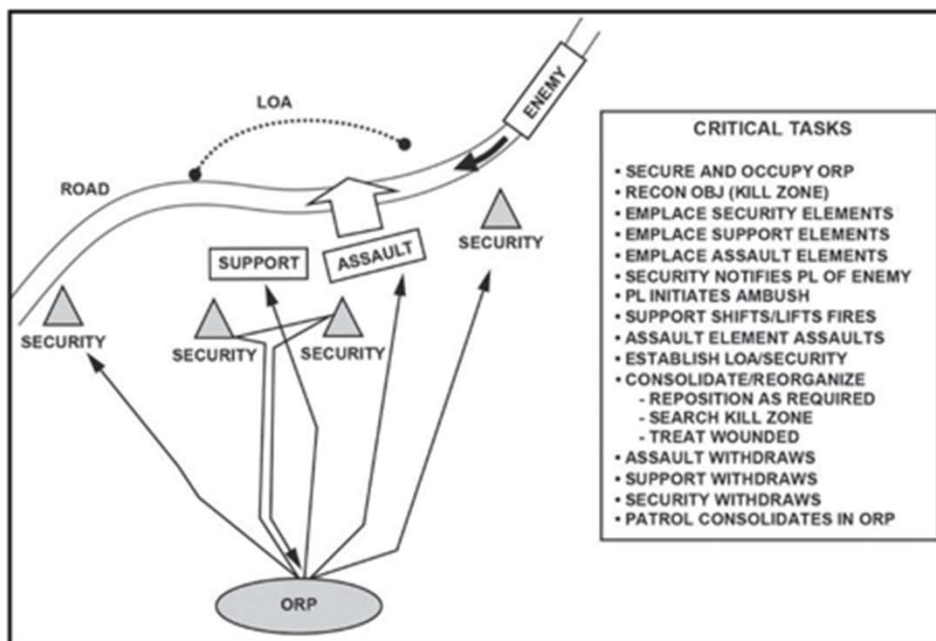 ENEMY
LOA
ROAD
SUPPORT
ASSAULT
SECURITY
SECURITY
SECURITY
SECURITY
ORP
CRITICAL TASKS
• SECURE AND OCCUPY ORP
• RECON OBJ (KILL ZONE)
• EMPLACE SECURITY ELEMENTS
• EMPLACE SUPPORT ELEMENTS
• EMPLACE ASSAULT ELEMENTS
• SECURITY NOTIFIES PL OF ENEMY
• PL INITIATES AMBUSH
• SUPPORT SHIFTS/LIFTS FIRES
• ASSAULT ELEMENT ASSAULTS
• ESTABLISH LOA/SECURITY
• CONSOLIDATE/REORGANIZE
- REPOSITION AS REQUIRED
- SEARCH KILL ZONE
- TREAT WOUNDED
• ASSAULT WITHDRAWS
• SUPPORT WITHDRAWS
• SECURITY WITHDRAWS
• PATROL CONSOLIDATES IN ORP